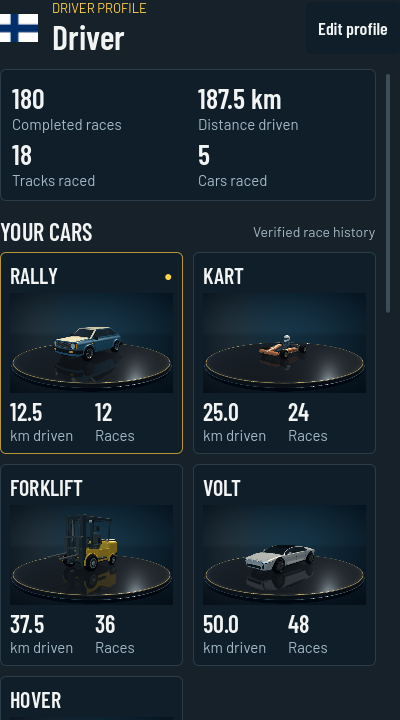 DRIVER PROFILE
Driver
Edit profile
180
187.5 km
Completed races
Distance driven
18
5
Tracks raced
Cars raced
YOUR CARS
Verified race history
RALLY
KART
12.5
12
25.0
24
km driven
Races
km driven
Races
FORKLIFT
VOLT
37.5
36
50.0
48
km driven
Races
km driven
Races
HOVER